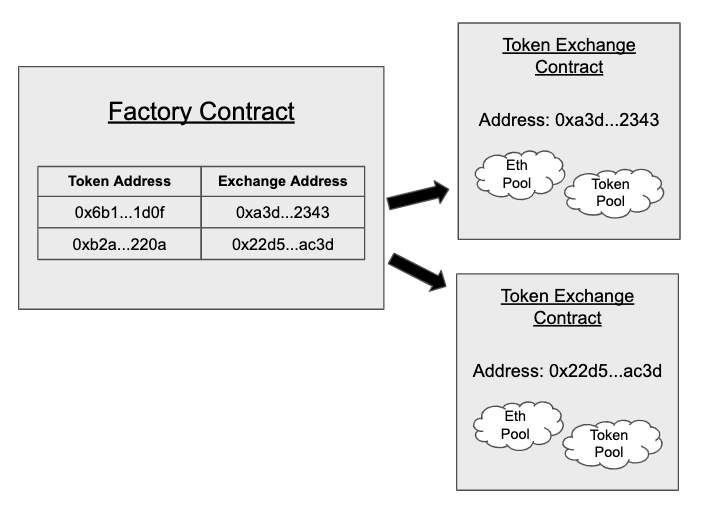 Factory Contract
Token Address Exchange Address
0x6b1...1d0f 0xa3d...2343
0xb2a...220a 0x22d5...ac3d
Token Exchange
Contract
Address: 0xa3d...2343
Eth
Pool
Token
Pool
Token Exchange
Contract
Address: 0x22d5...ac3d
Eth
Pool
Token
Pool